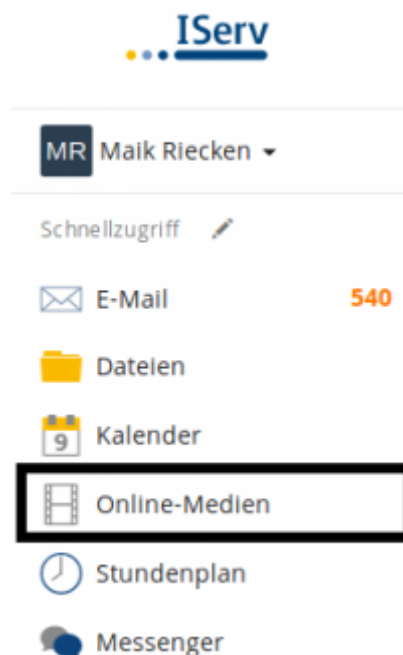 IServ
MR Maik Riecken
Schnellzugriff
E-Mail 540
Dateien
9 Kalender
Online-Medien
Stundenplan
Messenger